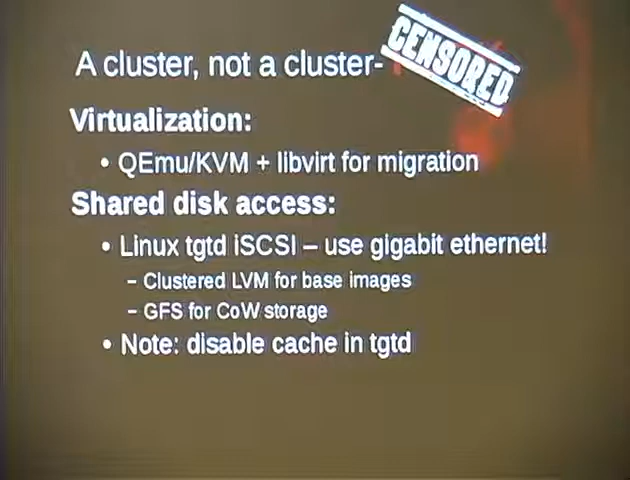 A cluster, not a cluster-
CENSORED
Virtualization:
• QEmu/KVM + libvirt for migration
Shared disk access:
• Linux tgtd iSCSI – use gigabit ethernet!
– Clustered LVM for base images
– GFS for CoW storage
• Note: disable cache in tgtd